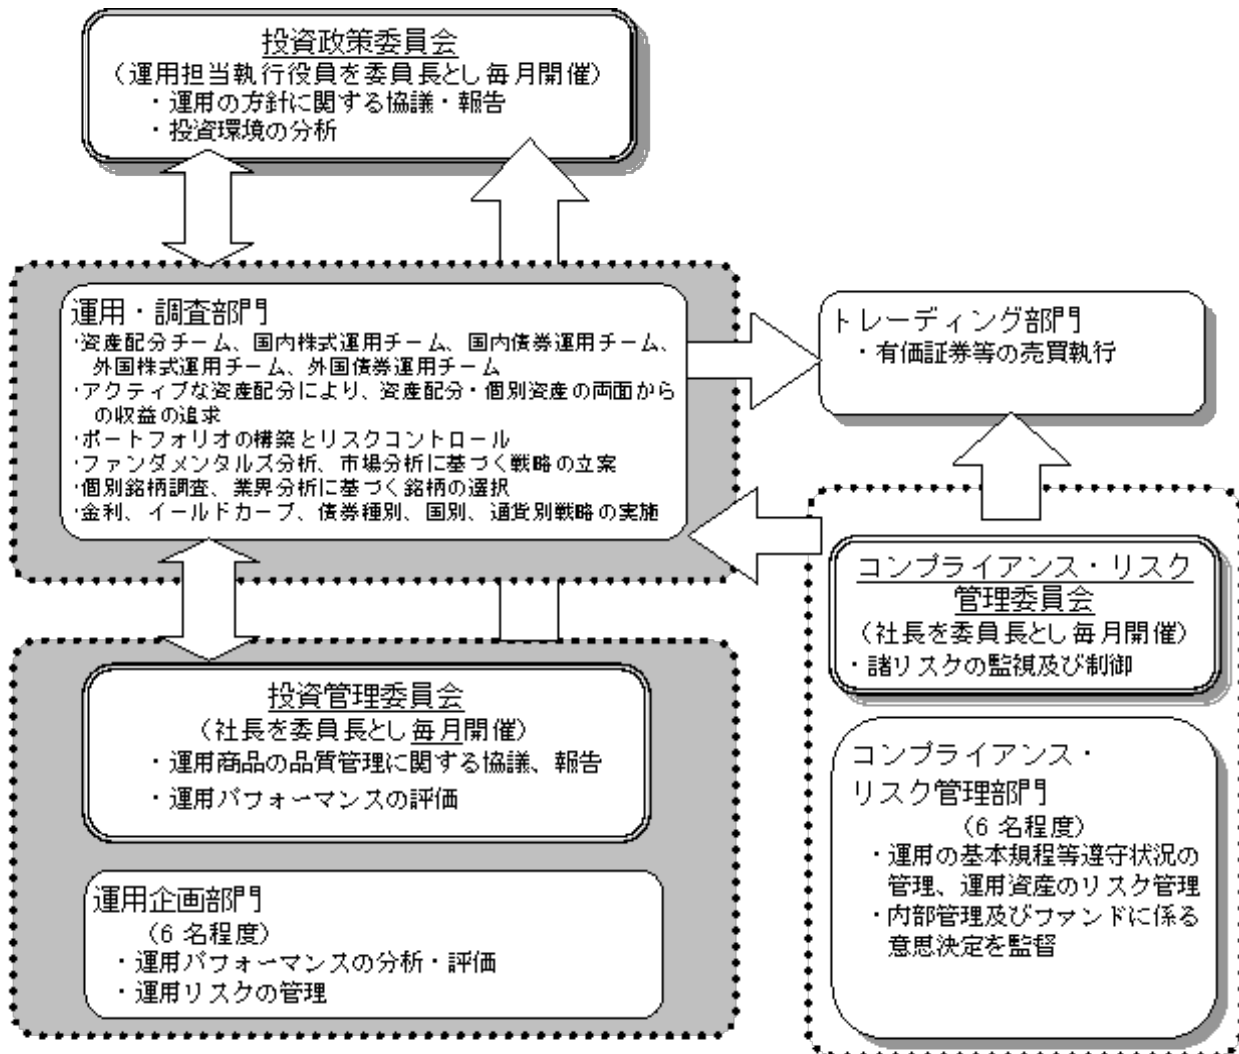 投資政策委員会
（運用担当執行役員を委員長とし毎月開催）
・運用の方針に関する協議・報告
・投資環境の分析
運用・調査部門
・資産配分チーム、国内株式運用チーム、国内債券運用チーム、
外国株式運用チーム、外国債券運用チーム
・アクティブな資産配分により、資産配分・個別資産の両面から
の収益の追求
・ポートフォリオの構築とリスクコントロール
・ファンダメンタルズ分析、市場分析に基づく戦略の立案
・個別銘柄調査、業界分析に基づく銘柄の選択
・金利、イールドカーブ、債券種別、国別、通貨別戦略の実施
トレーディング部門
・有価証券等の売買執行
投資管理委員会
（社長を委員長とし毎月開催）
・運用商品の品質管理に関する協議、報告
・運用パフォーマンスの評価
運用企画部門
（6 名程度）
・運用パフォーマンスの分析・評価
・運用リスクの管理
コンプライアンス・リスク
管理委員会
（社長を委員長とし毎月開催）
・諸リスクの監視及び制御
コンプライアンス・
リスク管理部門
（6 名程度）
・運用の基本規程等遵守状況の
管理、運用資産のリスク管理
・内部管理及びファンドに係る
意思決定を監督